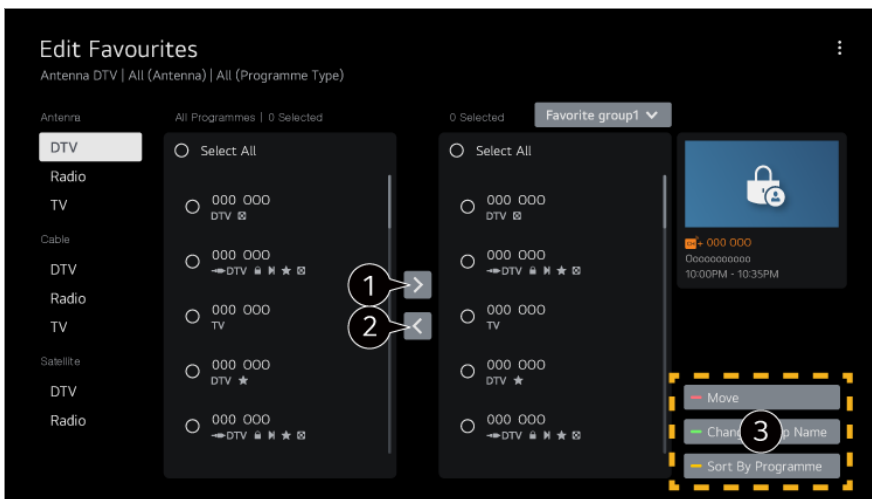 Edit Favourites
Antenna DTV | All (Antenna) | All (Programme Type)
Antenna
DTV
Radio
TV
Cable
DTV
Radio
TV
Satellite
DTV
Radio
All Programmes | 0 Selected
Select All
000 000
DTV
000 000
DTV
000 000
TV
000 000
DTV
000 000
DTV
1
2
0 Selected
Favorite group1
Select All
000 000
DTV
000 000
DTV
000 000
TV
000 000
DTV
000 000
DTV
CH+ 000 000
Ooooooooooo
10:00PM - 10:35PM
Move
3
Name
Sort By Programme